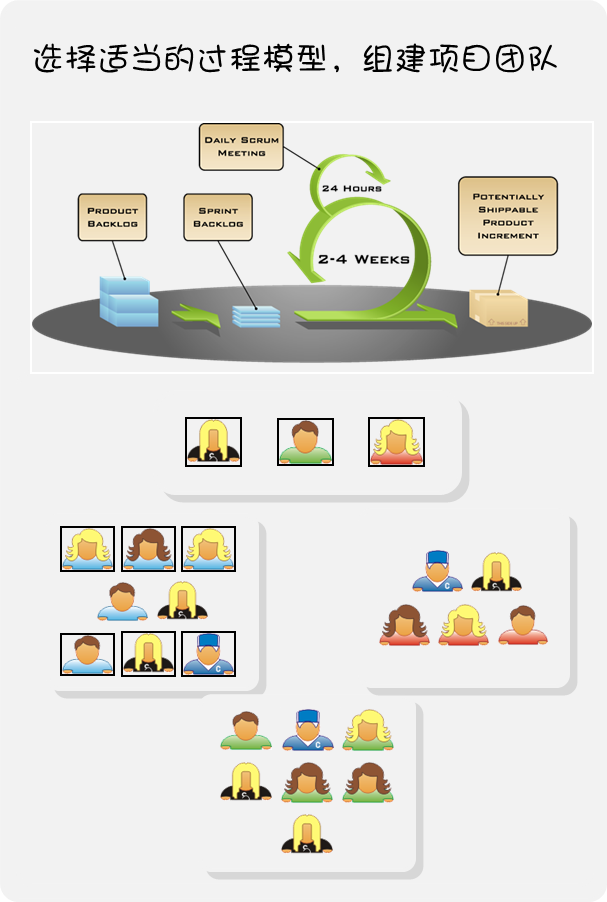 选择适当的过程模型，组建项目团队
DAILY SCRUM
MEETING
24 HOURS
PRODUCT
BACKLOG
SPRINT
BACKLOG
POTENTIALLY
SHIPPABLE
PRODUCT
INCREMENT
2-4 WEEKS
C
C
C